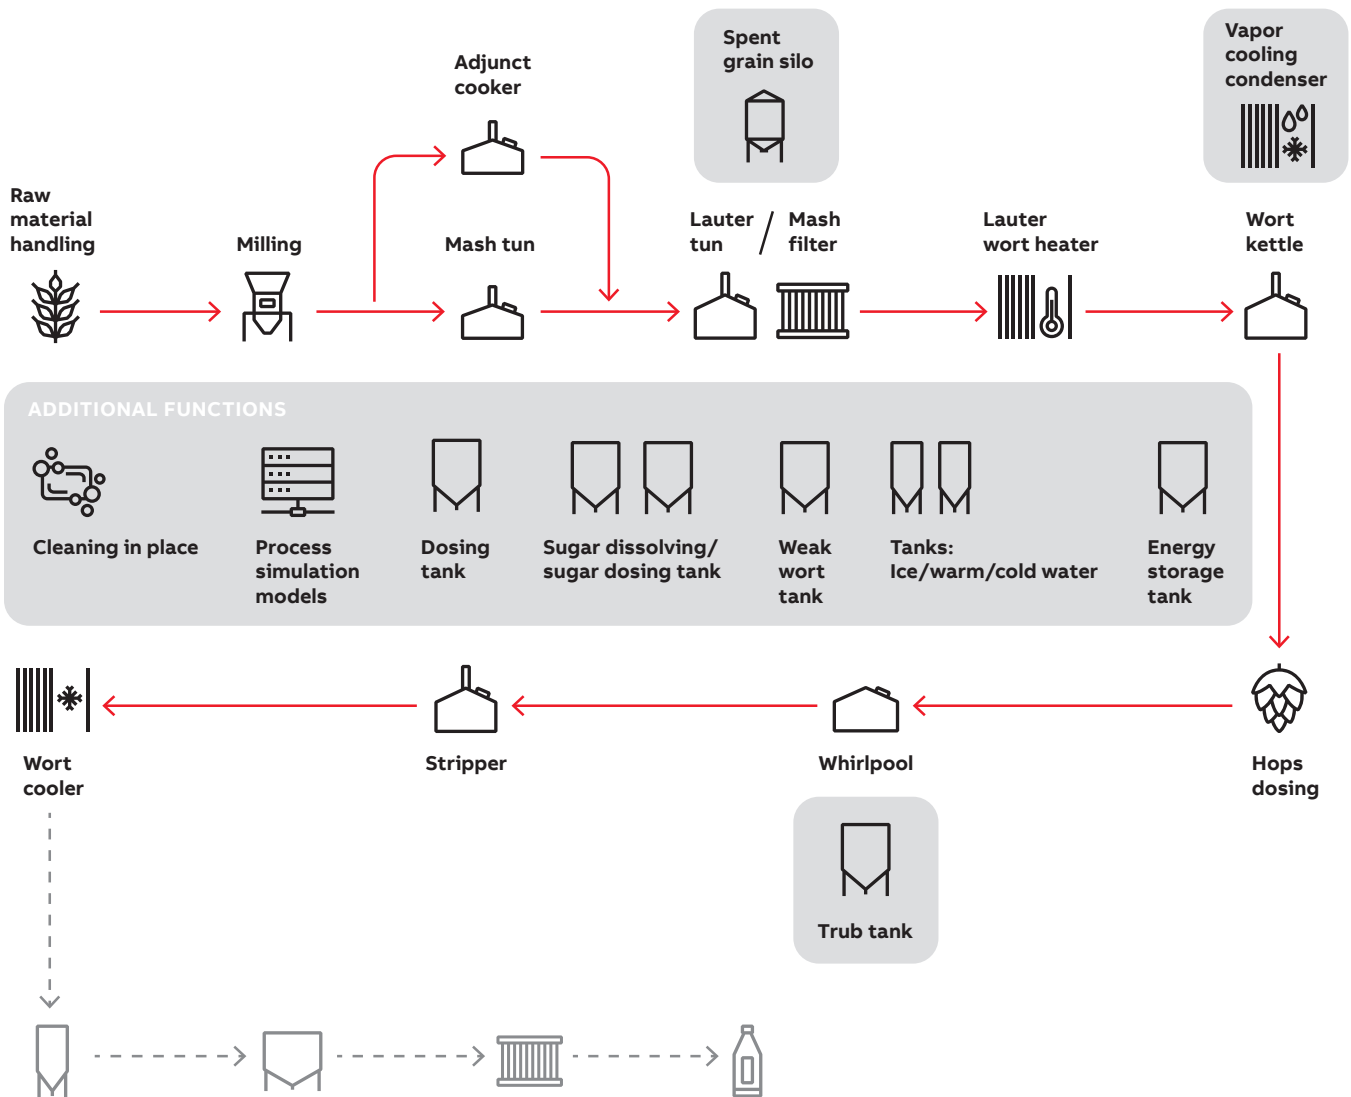 Spent
grain silo
Vapor
cooling
condenser
Adjunct
cooker
Raw
material
handling
Milling
Mash tun
Lauter
tun
/
Mash
filter
Lauter
wort heater
Wort
kettle
ADDITIONAL FUNCTIONS
Cleaning in place
Process
simulation
models
Dosing
tank
Sugar dissolving/
sugar dosing tank
Weak
wort
tank
Tanks:
Ice/warm/cold water
Energy
storage
tank
Wort
cooler
Stripper
Whirlpool
Hops
dosing
Trub tank